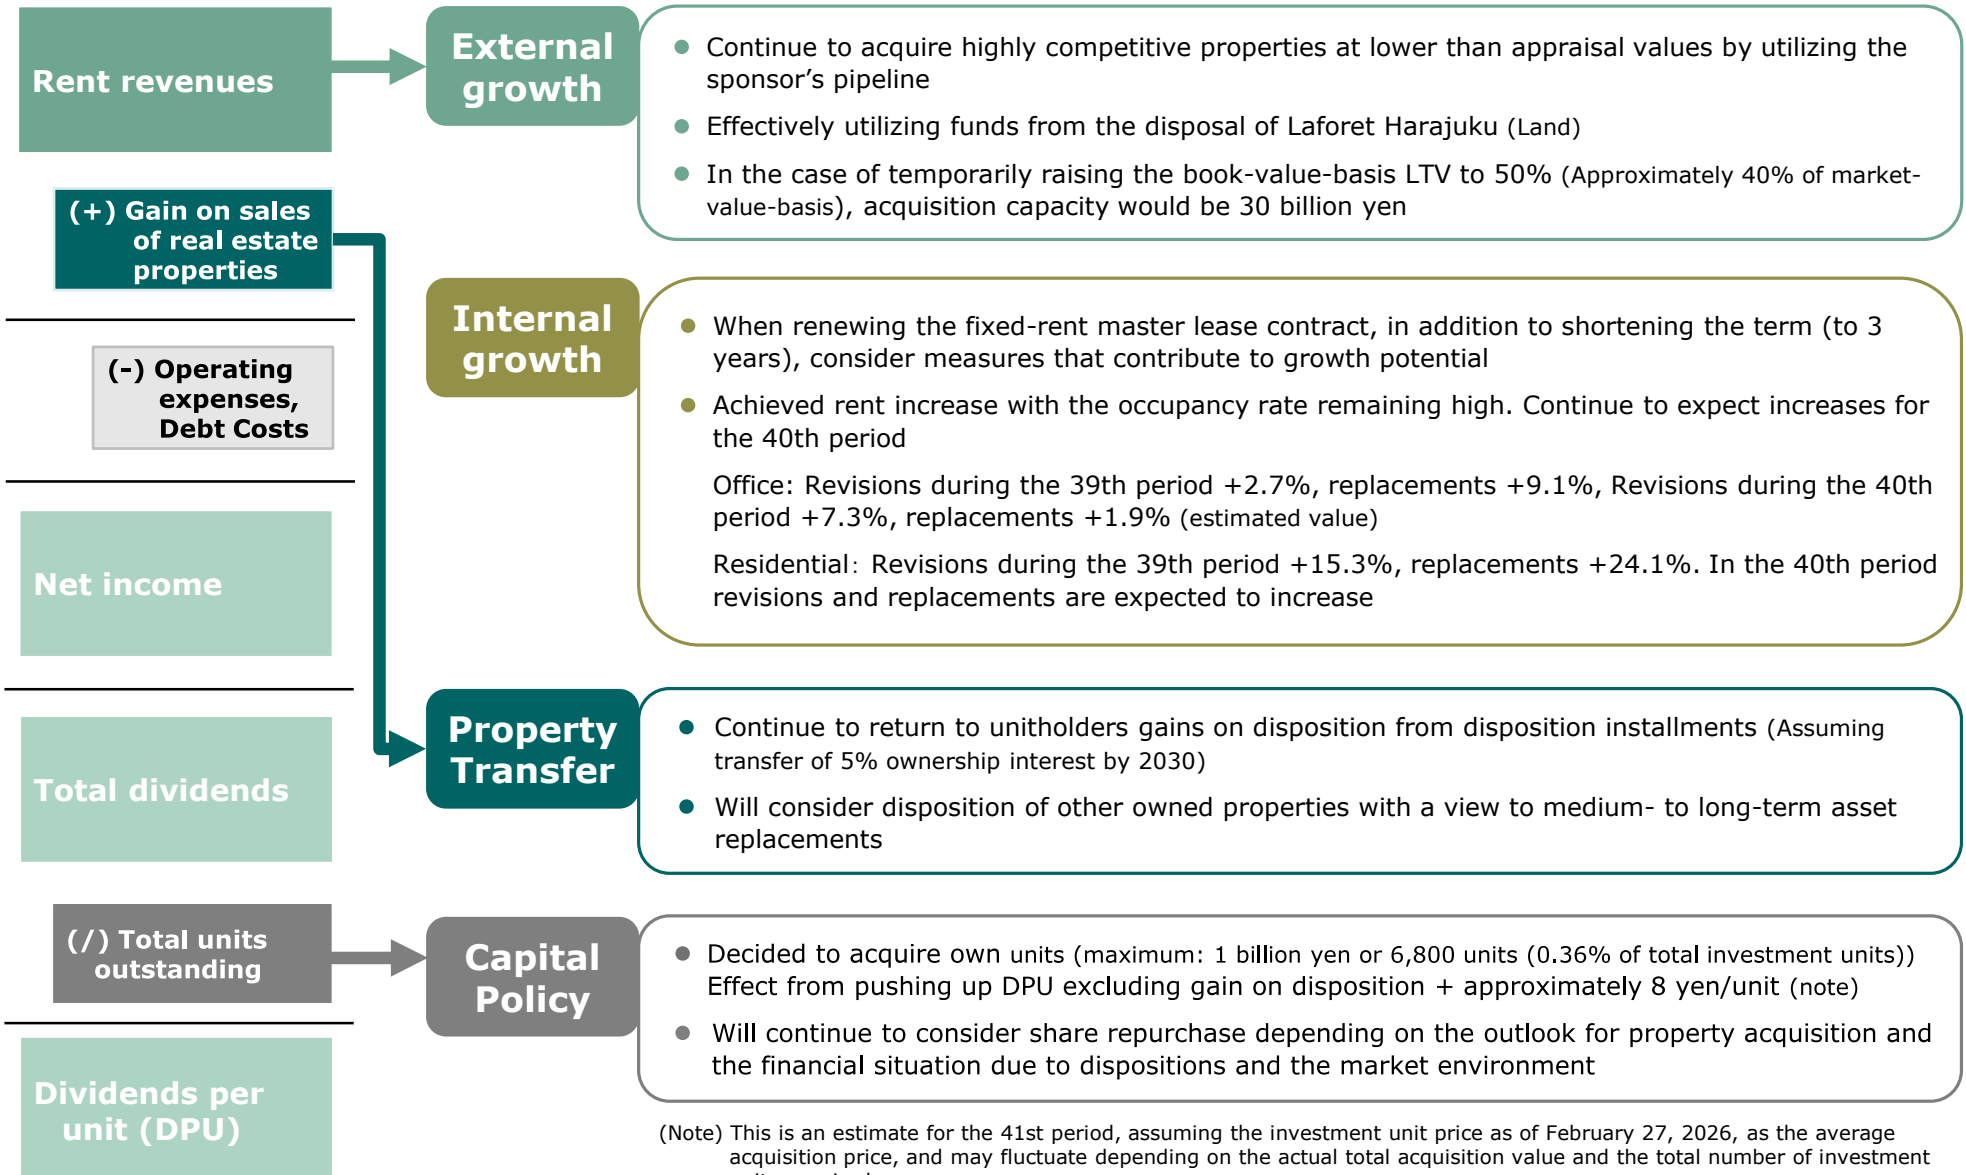 Rent revenues
External
growth
● Continue to acquire highly competitive properties at lower than appraisal values by utilizing the
sponsor’s pipeline
● Effectively utilizing funds from the disposal of Laforet Harajuku (Land)
● In the case of temporarily raising the book-value-basis LTV to 50% (Approximately 40% of market-
value-basis), acquisition capacity would be 30 billion yen
(+) Gain on sales
of real estate
properties
(-) Operating
expenses,
Debt Costs
Internal
growth
● When renewing the fixed-rent master lease contract, in addition to shortening the term (to 3
years), consider measures that contribute to growth potential
● Achieved rent increase with the occupancy rate remaining high. Continue to expect increases for
the 40th period
Office: Revisions during the 39th period +2.7%, replacements +9.1%, Revisions during the 40th
period +7.3%, replacements +1.9% (estimated value)
Residential: Revisions during the 39th period +15.3%, replacements +24.1%. In the 40th period
revisions and replacements are expected to increase
Net income
Total dividends
Property
Transfer
● Continue to return to unitholders gains on disposition from disposition installments (Assuming
transfer of 5% ownership interest by 2030)
● Will consider disposition of other owned properties with a view to medium- to long-term asset
replacements
(/) Total units
outstanding
Capital
Policy
● Decided to acquire own units (maximum: 1 billion yen or 6,800 units (0.36% of total investment units))
Effect from pushing up DPU excluding gain on disposition + approximately 8 yen/unit (note)
● Will continue to consider share repurchase depending on the outlook for property acquisition and
the financial situation due to dispositions and the market environment
Dividends per
unit (DPU)
(Note) This is an estimate for the 41st period, assuming the investment unit price as of February 27, 2026, as the average
acquisition price, and may fluctuate depending on the actual total acquisition value and the total number of investment